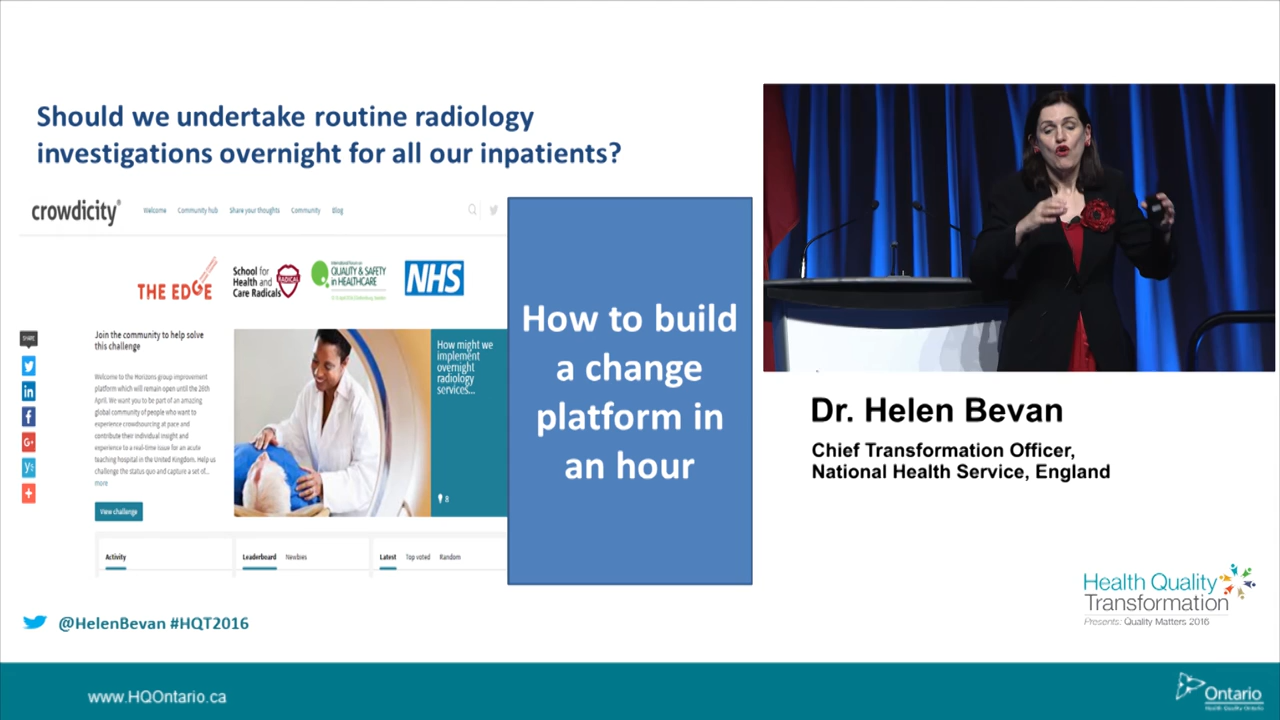 Should we undertake routine radiology
investigations overnight for all our inpatients?
crowdicity®
Welcome Community hub Share your thoughts Community Blog
THE EDGE
School for
Health and
Care Radicals
RADICAL
international forum on
QUALITY & SAFETY
in HEALTHCARE
NHS
SHARE
Join the community to help solve
this challenge
Welcome to the Horizons group improvement
platform which will remain open until the 26th
April. We want you to be part of an amazing
global community of people who want to
experience crowdsourcing at pace and
contribute their individual insight and
experience to a real-time issue for an acute
teaching hospital in the United Kingdom. Help us
challenge the status quo and capture a set of...
more
View challenge
How might we
implement
overnight
radiology
services...
8
Activity
Leaderboard Newbies
Latest Top voted Random
How to build
a change
platform in
an hour
Dr. Helen Bevan
Chief Transformation Officer,
National Health Service, England
Health Quality
Transformation
Presents: Quality Matters 2016
@HelenBevan #HQT2016
www.HQOntario.ca
Ontario
Health Quality Ontario